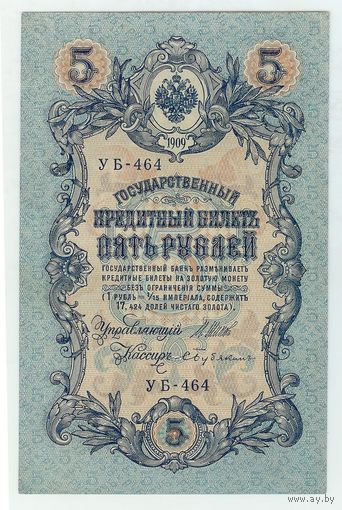 5 5
1909
УБ-464
ГОСУДАРСТВЕННЫЙ
КРЕДИТНЫЙ БИЛЕТЪ
ПЯТЬ РУБЛЕЙ
ГОСУДАРСТВЕННЫЙ БАНКЪ РАЗМѢНИВАЕТЪ
КРЕДИТНЫЕ БИЛЕТЫ НА ЗОЛОТУЮ МОНЕТУ
БЕЗЪ ОГРАНИЧЕНІЯ СУММЫ
(1 РУБЛЬ = 1/15 ИМПЕРІАЛА, СОДЕРЖИТЪ
17,424 ДОЛЕЙ ЧИСТАГО ЗОЛОТА).
Управляющій
Кассиръ
УБ-464
5
www.ay.by